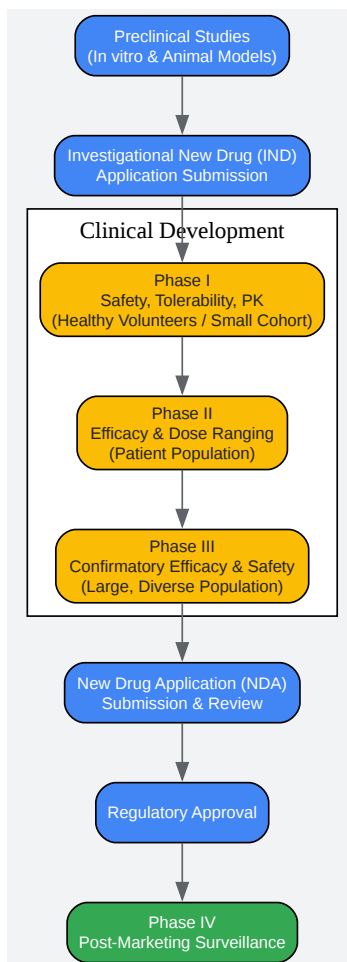 Preclinical Studies
(In vitro & Animal Models)
Investigational New Drug (IND)
Application Submission
Clinical Development
Phase I
Safety, Tolerability, PK
(Healthy Volunteers / Small Cohort)
Phase II
Efficacy & Dose Ranging
(Patient Population)
Phase III
Confirmatory Efficacy & Safety
(Large, Diverse Population)
New Drug Application (NDA)
Submission & Review
Regulatory Approval
Phase IV
Post-Marketing Surveillance